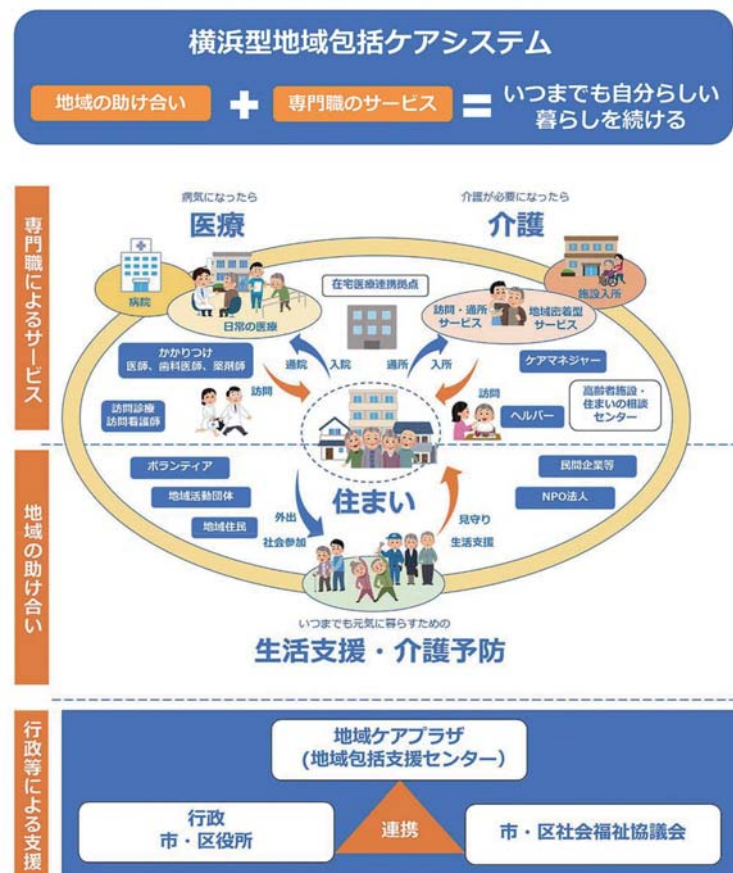 横浜型地域包括ケアシステム
地域の助け合い + 専門職のサービス = いつまでも自分らしい
暮らしを続ける
専門職によるサービス
病気になったら
医療
介護が必要になったら
介護
病院
日常の医療
在宅医療連携拠点
訪問・通所
サービス
地域密着型
サービス
施設入所
かかりつけ
医師、歯科医師、薬剤師
通院
入院
通所
入所
ケアマネジャー
訪問
訪問診療
訪問看護師
訪問
ヘルパー
高齢者施設・
住まいの相談
センター
地域の助け合い
ボランティア
地域活動団体
地域住民
住まい
民間企業等
NPO法人
外出
社会参加
見守り
生活支援
いつまでも元気に暮らすための
生活支援・介護予防
行政等による支援
地域ケアプラザ
(地域包括支援センター)
行政
市・区役所
連携
市・区社会福祉協議会